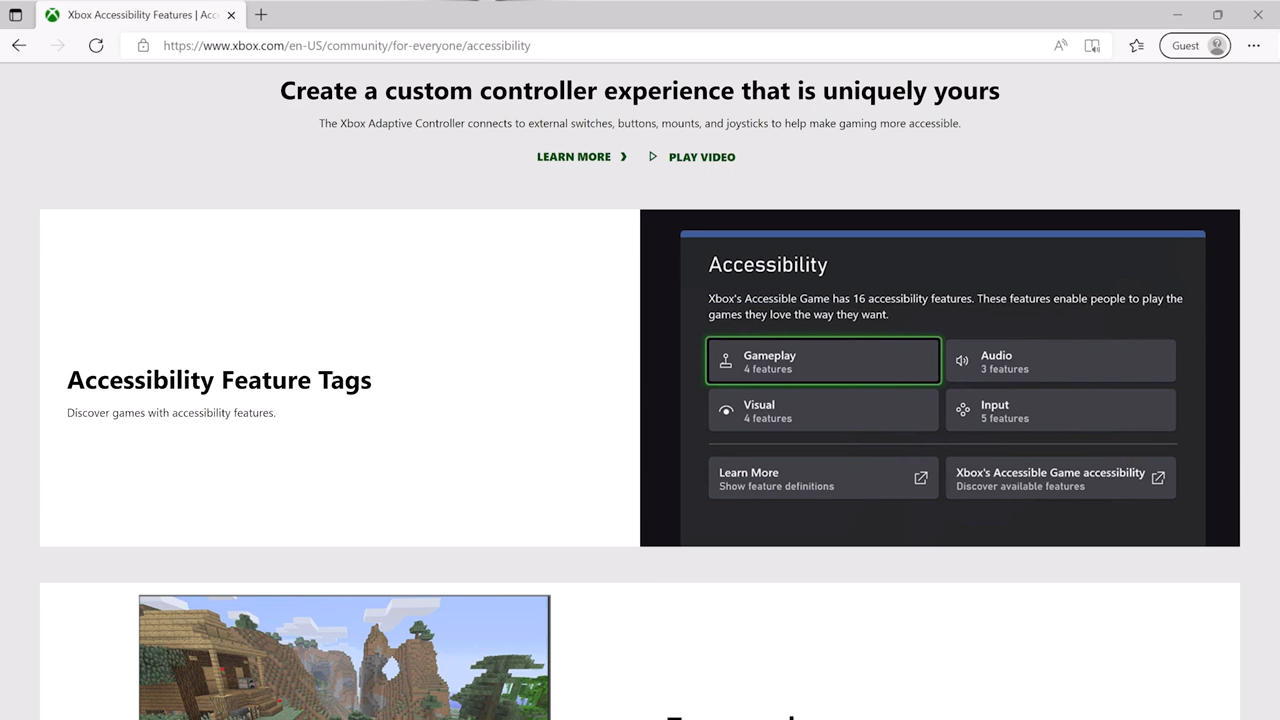 Xbox Accessibility Features | Acc
https://www.xbox.com/en-US/community/for-everyone/accessibility
Guest
Create a custom controller experience that is uniquely yours
The Xbox Adaptive Controller connects to external switches, buttons, mounts, and joysticks to help make gaming more accessible.
LEARN MORE
PLAY VIDEO
Accessibility Feature Tags
Discover games with accessibility features.
Accessibility
Xbox's Accessible Game has 16 accessibility features. These features enable people to play the
games they love the way they want.
Gameplay
4 features
Audio
3 features
Visual
4 features
Input
5 features
Learn More
Show feature definitions
Xbox's Accessible Game accessibility
Discover available features